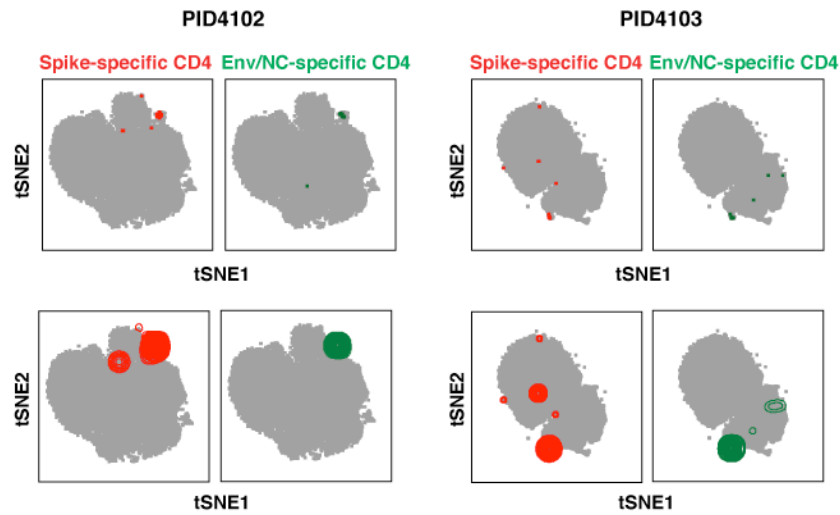 PID4102 PID4103
Spike-specific CD4 Env/NC-specific CD4 Spike-specific CD4 Env/NC-specific CD4
tSNE2 tSNE2
tSNE1 tSNE1
tSNE2 tSNE2
tSNE1 tSNE1